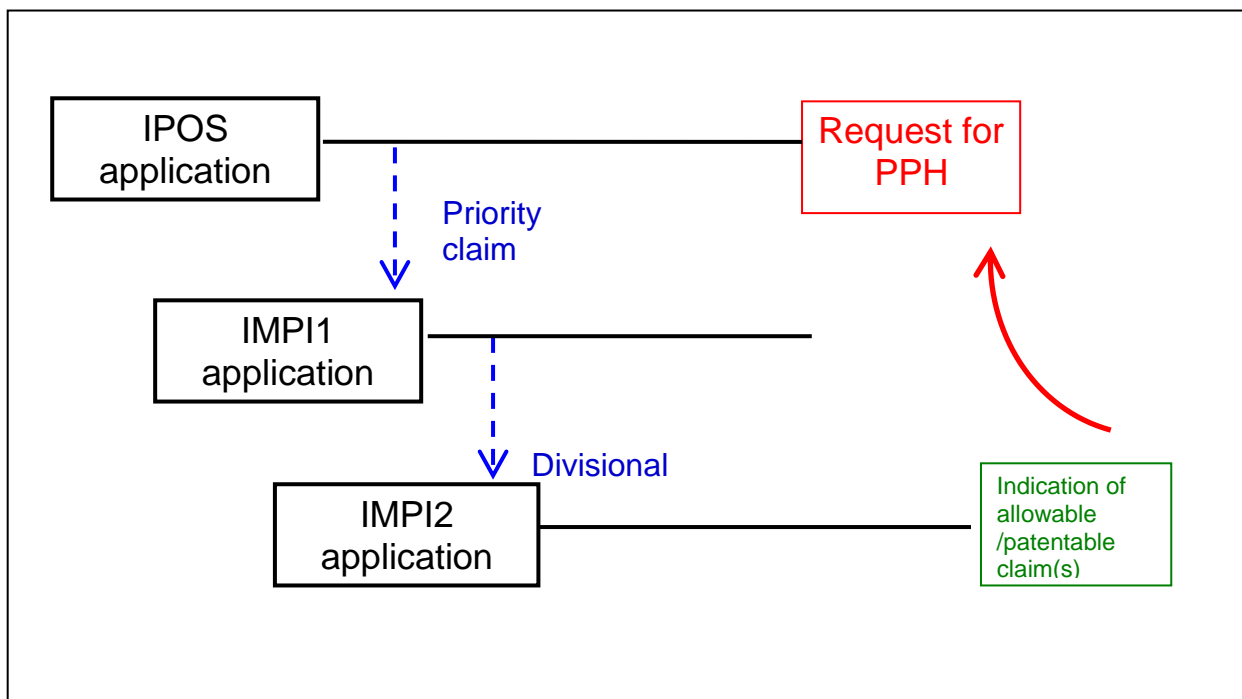 IPOS
application
Request for
PPH
Priority
claim
IMPI1
application
Divisional
IMPI2
application
Indication of
allowable
/patentable
claim(s)